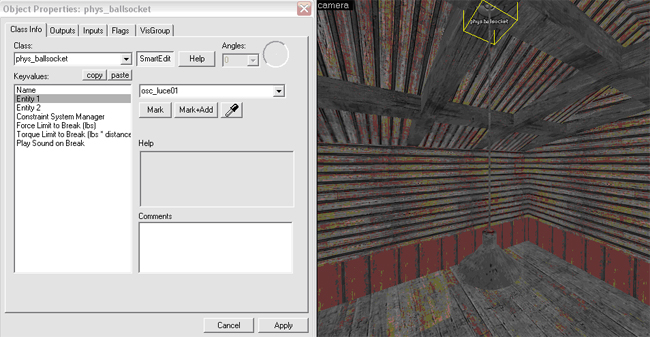 Object Properties: phys_ballsocket
Class Info Outputs Inputs Flags VisGroup
Class:
Angles:
phys_ballsocket SmartEdit Help 0
Keyvalues: copy paste
Name
Entity 1
Entity 2
Constraint System Manager
Force Limit to Break (lbs)
Torque Limit to Break (lbs * distance
Play Sound on Break
osc_luce01
Mark Mark+Add
Help
Comments
Cancel Apply
camera
phys_ballsocket